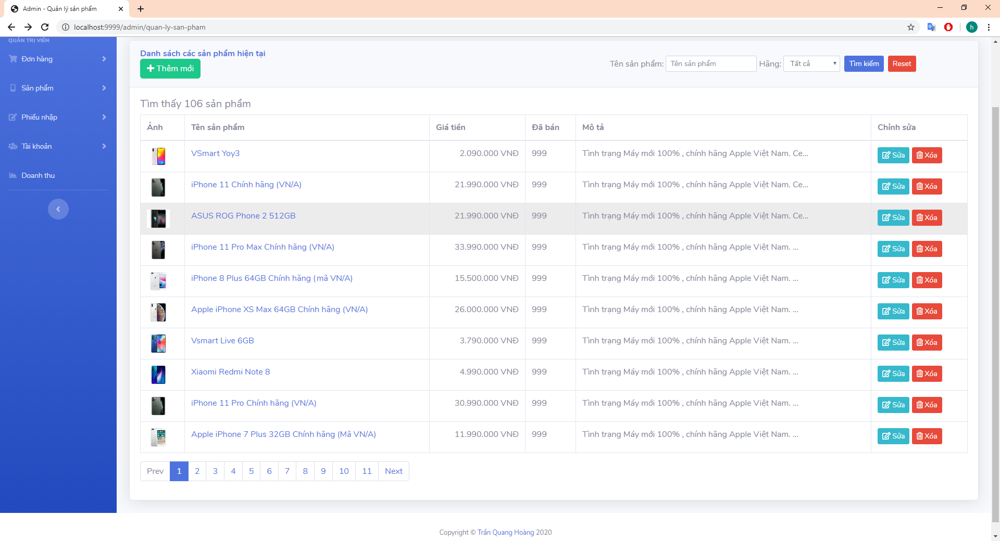 Admin - Quản lý sản phẩm
localhost:9999/admin/quan-ly-san-pham
h
QUẢN TRỊ VIÊN
Đơn hàng
Sản phẩm
Phiếu nhập
Tài khoản
Doanh thu
Danh sách các sản phẩm hiện tại
Thêm mới
Tên sản phẩm: Tên sản phẩm Hãng: Tất cả Tìm kiếm Reset
Tìm thấy 106 sản phẩm
Ảnh Tên sản phẩm Giá tiền Đã bán Mô tả Chỉnh sửa
VSmart Yoy3 2.090.000 VNĐ 999 Tình trạng Máy mới 100% , chính hãng Apple Việt Nam. Ce... Sửa Xóa
iPhone 11 Chính hãng (VN/A) 21.990.000 VNĐ 999 Tình trạng Máy mới 100% , chính hãng Apple Việt Nam. Ce... Sửa Xóa
ASUS ROG Phone 2 512GB 21.990.000 VNĐ 999 Tình trạng Máy mới 100% , chính hãng Apple Việt Nam. Ce... Sửa Xóa
iPhone 11 Pro Max Chính hãng (VN/A) 33.990.000 VNĐ 999 Tình trạng Máy mới 100% , chính hãng Apple Việt Nam. ... Sửa Xóa
iPhone 8 Plus 64GB Chính hãng (mã VN/A) 15.500.000 VNĐ 999 Tình trạng Máy mới 100% , chính hãng Apple Việt Nam. ... Sửa Xóa
Apple iPhone XS Max 64GB Chính hãng (VN/A) 26.000.000 VNĐ 999 Tình trạng Máy mới 100% , chính hãng Apple Việt Nam. ... Sửa Xóa
Vsmart Live 6GB 3.790.000 VNĐ 999 Tình trạng Máy mới 100% , chính hãng Apple Việt Nam. ... Sửa Xóa
Xiaomi Redmi Note 8 4.990.000 VNĐ 999 Tình trạng Máy mới 100% , chính hãng Apple Việt Nam. ... Sửa Xóa
iPhone 11 Pro Chính hãng (VN/A) 30.990.000 VNĐ 999 Tình trạng Máy mới 100% , chính hãng Apple Việt Nam. ... Sửa Xóa
Apple iPhone 7 Plus 32GB Chính hãng (Mã VN/A) 11.990.000 VNĐ 999 Tình trạng Máy mới 100% , chính hãng Apple Việt Nam. ... Sửa Xóa
Prev 1 2 3 4 5 6 7 8 9 10 11 Next
Copyright © Trần Quang Hoàng 2020